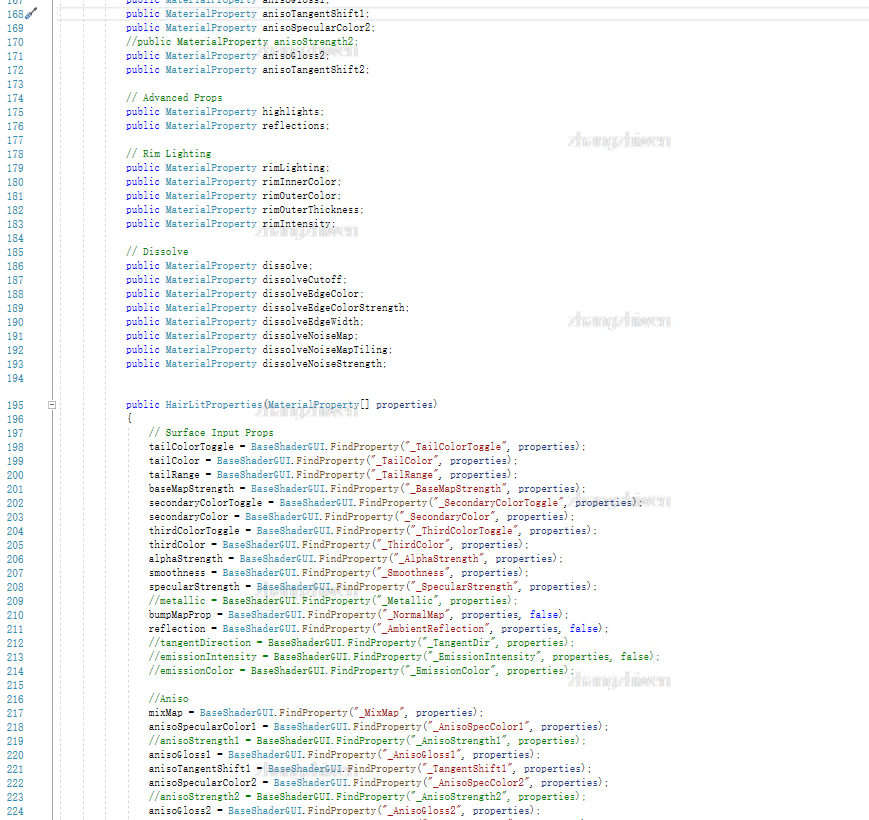 167 public MaterialProperty anisoGloss1;
168 public MaterialProperty anisoTangentShift1;
169 public MaterialProperty anisoSpecularColor2;
170 //public MaterialProperty anisoStrength2;
171 public MaterialProperty anisoGloss2;
172 public MaterialProperty anisoTangentShift2;
173
174 // Advanced Props
175 public MaterialProperty highlights;
176 public MaterialProperty reflections;
177
178 // Rim Lighting
179 public MaterialProperty rimLighting;
180 public MaterialProperty rimInnerColor;
181 public MaterialProperty rimOuterColor;
182 public MaterialProperty rimOuterThickness;
183 public MaterialProperty rimIntensity;
184
185 // Dissolve
186 public MaterialProperty dissolve;
187 public MaterialProperty dissolveCutoff;
188 public MaterialProperty dissolveEdgeColor;
189 public MaterialProperty dissolveEdgeColorStrength;
190 public MaterialProperty dissolveEdgeWidth;
191 public MaterialProperty dissolveNoiseMap;
192 public MaterialProperty dissolveNoiseMapTiling;
193 public MaterialProperty dissolveNoiseStrength;
194
195 public HairLitProperties(MaterialProperty[] properties)
196 {
197 // Surface Input Props
198 tailColorToggle = BaseShaderGUI.FindProperty("_TailColorToggle", properties);
199 tailColor = BaseShaderGUI.FindProperty("_TailColor", properties);
200 tailRange = BaseShaderGUI.FindProperty("_TailRange", properties);
201 baseMapStrength = BaseShaderGUI.FindProperty("_BaseMapStrength", properties);
202 secondaryColorToggle = BaseShaderGUI.FindProperty("_SecondaryColorToggle", properties);
203 secondaryColor = BaseShaderGUI.FindProperty("_SecondaryColor", properties);
204 thirdColorToggle = BaseShaderGUI.FindProperty("_ThirdColorToggle", properties);
205 thirdColor = BaseShaderGUI.FindProperty("_ThirdColor", properties);
206 alphaStrength = BaseShaderGUI.FindProperty("_AlphaStrength", properties);
207 smoothness = BaseShaderGUI.FindProperty("_Smoothness", properties);
208 specularStrength = BaseShaderGUI.FindProperty("_SpecularStrength", properties);
209 //metallic = BaseShaderGUI.FindProperty("_Metallic", properties);
210 bumpMapProp = BaseShaderGUI.FindProperty("_NormalMap", properties, false);
211 reflection = BaseShaderGUI.FindProperty("_AmbientReflection", properties, false);
212 //tangentDirection = BaseShaderGUI.FindProperty("_TangentDir", properties);
213 //emissionIntensity = BaseShaderGUI.FindProperty("_EmissionIntensity", properties, false);
214 //emissionColor = BaseShaderGUI.FindProperty("_EmissionColor", properties);
215
216 //Aniso
217 mixMap = BaseShaderGUI.FindProperty("_MixMap", properties);
218 anisoSpecularColor1 = BaseShaderGUI.FindProperty("_AnisoSpecColor1", properties);
219 //anisoStrength1 = BaseShaderGUI.FindProperty("_AnisoStrength1", properties);
220 anisoGloss1 = BaseShaderGUI.FindProperty("_AnisoGloss1", properties);
221 anisoTangentShift1 = BaseShaderGUI.FindProperty("_TangentShift1", properties);
222 anisoSpecularColor2 = BaseShaderGUI.FindProperty("_AnisoSpecColor2", properties);
223 //anisoStrength2 = BaseShaderGUI.FindProperty("_AnisoStrength2", properties);
224 anisoGloss2 = BaseShaderGUI.FindProperty("_AnisoGloss2", properties);